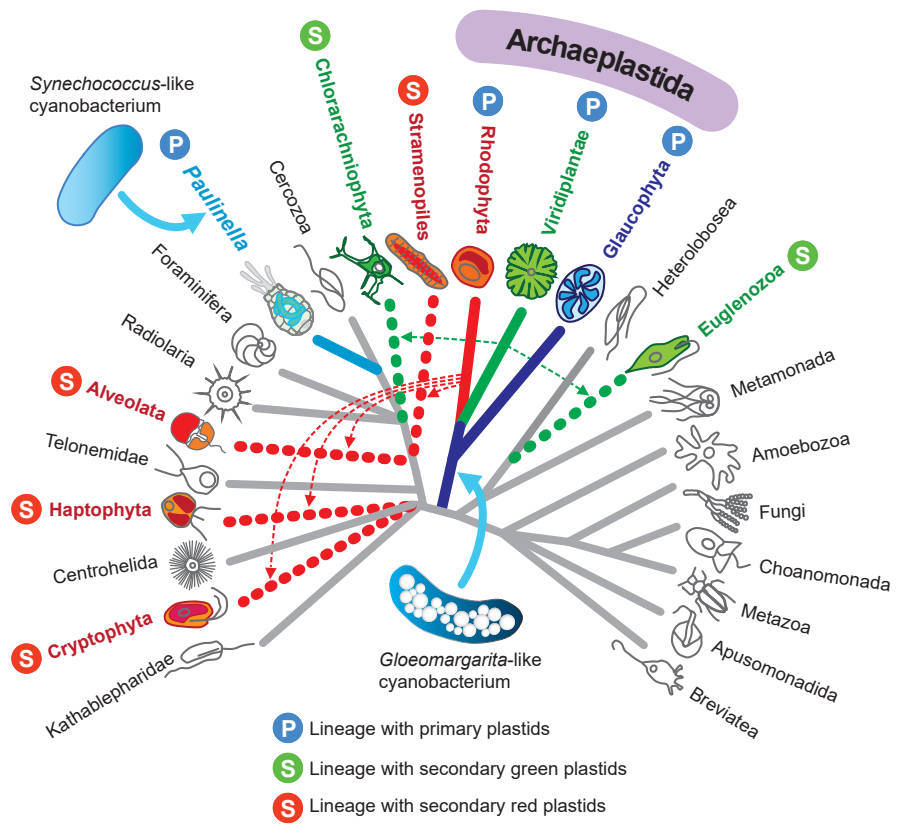 Archaeplastida
S
Chlorarachniophyta
S
Stramenopiles
P
Rhodophyta
P
Viridiplantae
P
Glaucophyta
Synechococcus-like
cyanobacterium
P
Paulinella
Cercozoa
Heterolobosea
S
Euglenozoa
Foraminifera
Radiolaria
Metamonada
S
Alveolata
Amoebozoa
Telonemidae
S
Haptophyta
Fungi
Centrohelida
Choanomonada
S
Cryptophyta
Metazoa
Kathablepharidae
Apusomonadida
Breviatea
Gloeomargarita-like
cyanobacterium
P Lineage with primary plastids
S Lineage with secondary green plastids
S Lineage with secondary red plastids